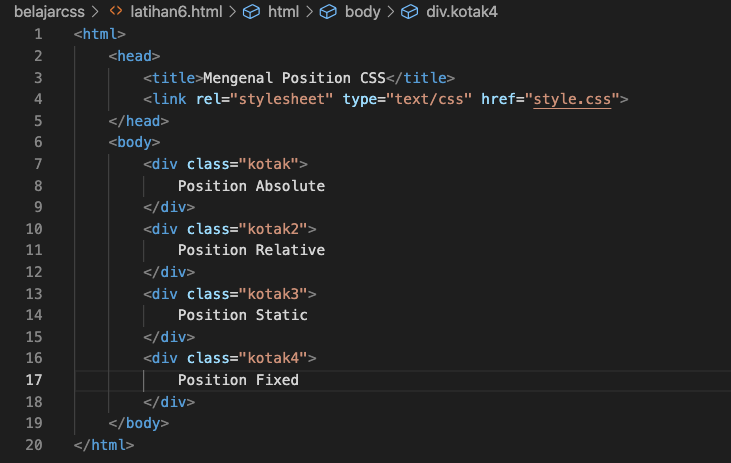 belajarcss > <> latihan6.html > html > body > div.kotak4
1 <html>
2 <head>
3 <title>Mengenal Position CSS</title>
4 <link rel="stylesheet" type="text/css" href="style.css">
5 </head>
6 <body>
7 <div class="kotak">
8 Position Absolute
9 </div>
10 <div class="kotak2">
11 Position Relative
12 </div>
13 <div class="kotak3">
14 Position Static
15 </div>
16 <div class="kotak4">
17 Position Fixed
18 </div>
19 </body>
20 </html>